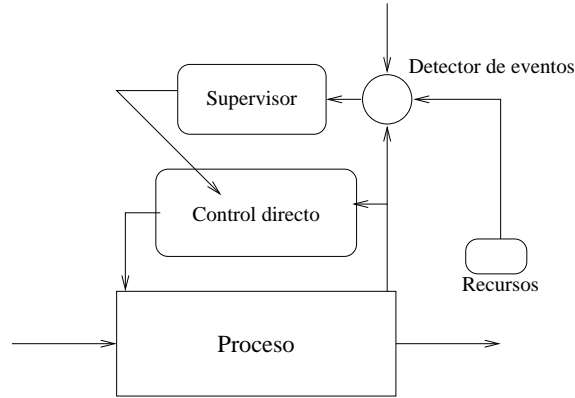 Detector de eventos
Supervisor
Control directo
Recursos
Proceso